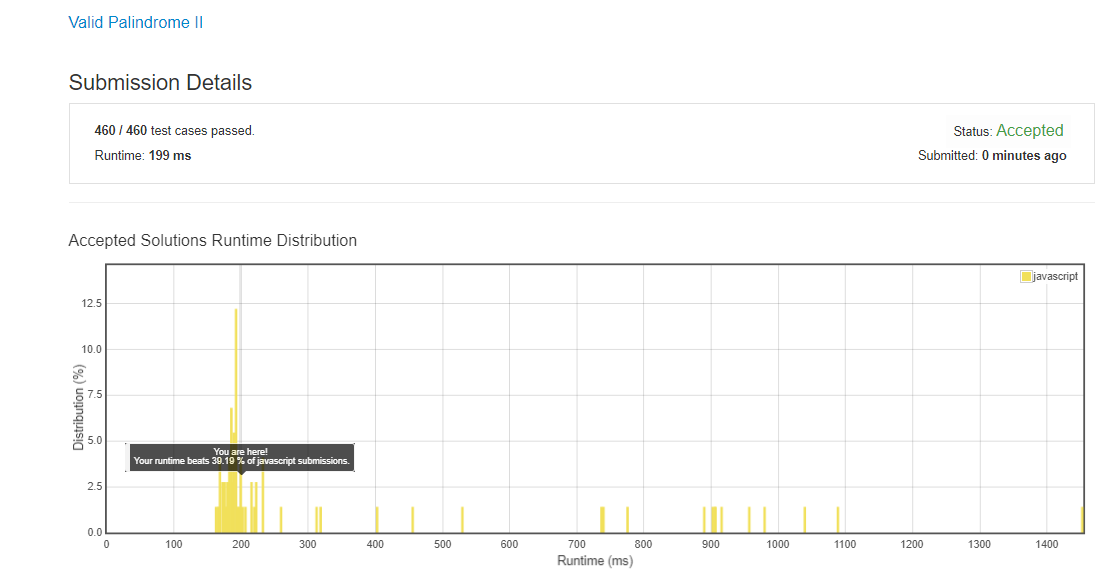 Valid Palindrome II
Submission Details
460 / 460 test cases passed.
Status: Accepted
Runtime: 199 ms
Submitted: 0 minutes ago
Accepted Solutions Runtime Distribution
javascript
12.5
10.0
7.5
5.0
2.5
0.0
Distribution (%)
You are here!
Your runtime beats 39.19 % of javascript submissions.
0 100 200 300 400 500 600 700 800 900 1000 1100 1200 1300 1400
Runtime (ms)